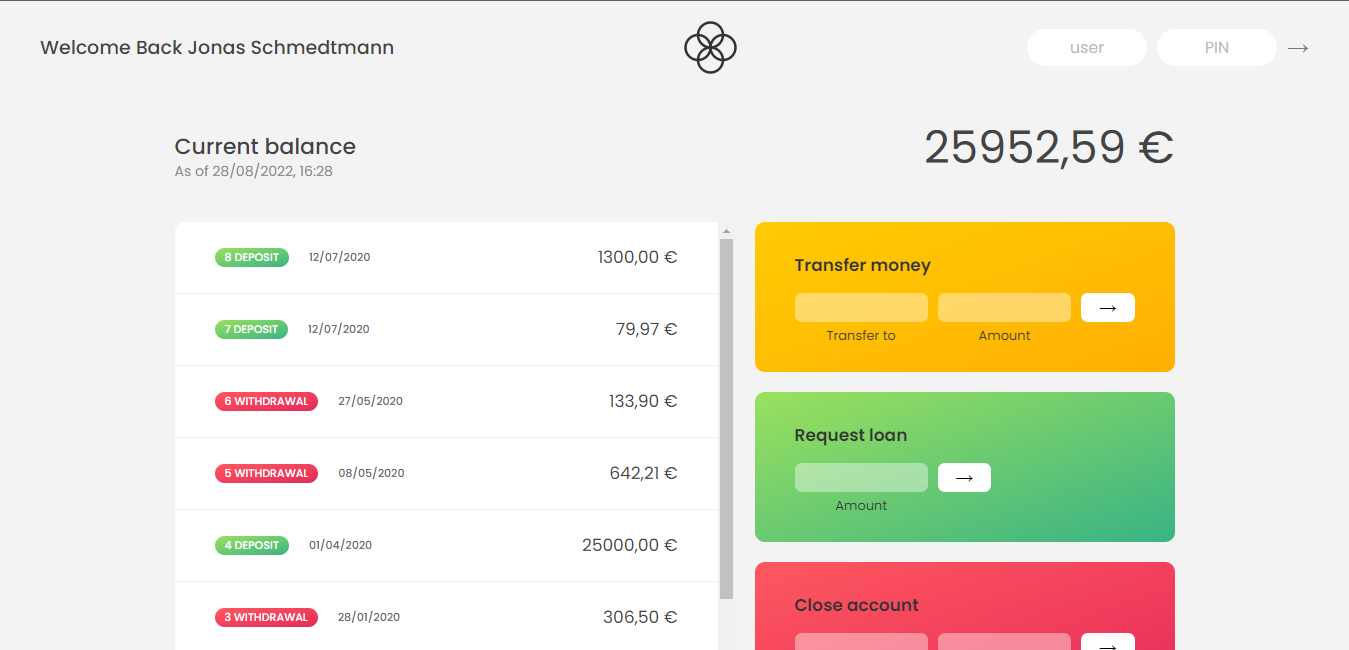 Welcome Back Jonas Schmedtmann
user
PIN
→
Current balance
As of 28/08/2022, 16:28
25952,59 €
8 DEPOSIT 12/07/2020 1300,00 €
7 DEPOSIT 12/07/2020 79,97 €
6 WITHDRAWAL 27/05/2020 133,90 €
5 WITHDRAWAL 08/05/2020 642,21 €
4 DEPOSIT 01/04/2020 25000,00 €
3 WITHDRAWAL 28/01/2020 306,50 €
Transfer money
→
Transfer to Amount
Request loan
→
Amount
Close account
→